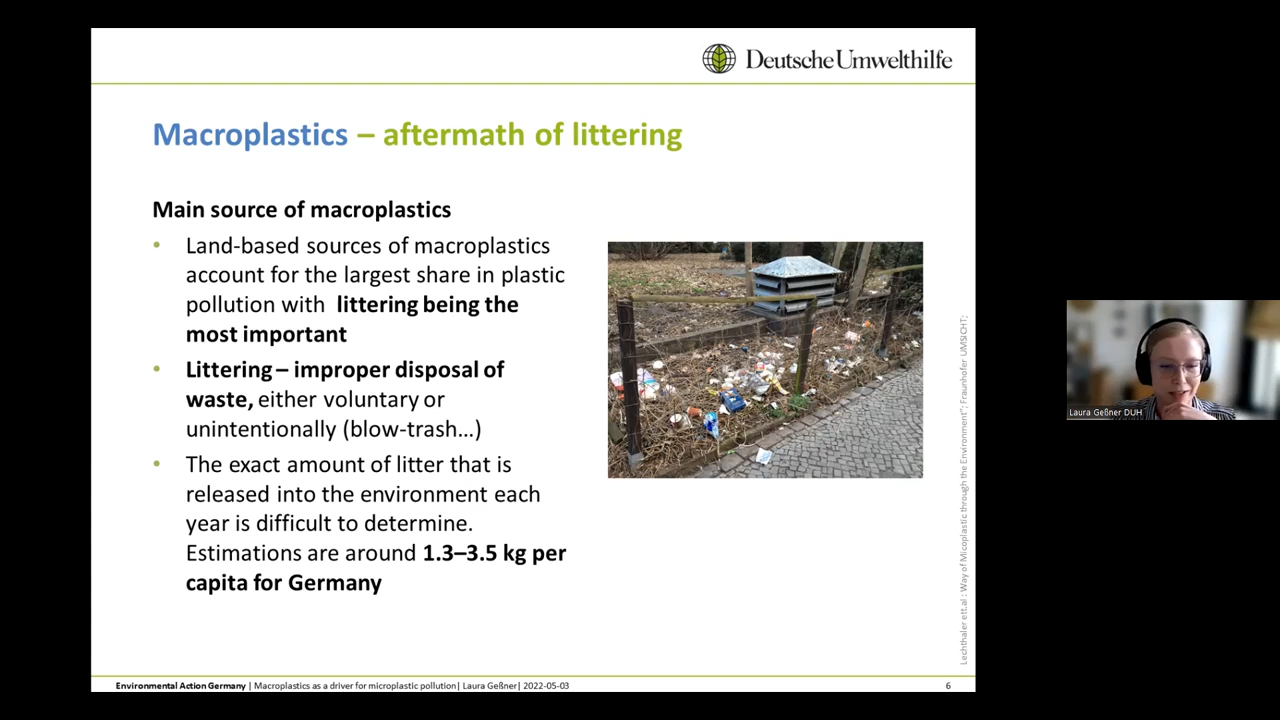 Deutsche Umwelthilfe
Macroplastics – aftermath of littering
Main source of macroplastics
• Land-based sources of macroplastics
account for the largest share in plastic
pollution with littering being the
most important
• Littering – improper disposal of
waste, either voluntary or
unintentionally (blow-trash…)
• The exact amount of litter that is
released into the environment each
year is difficult to determine.
Estimations are around 1.3–3.5 kg per
capita for Germany
Lechthaler ett.al : Way of Micoplastic through the Environment“; Fraunhofer UMSICHT;
Laura Geßner DUH
Environmental Action Germany | Macroplastics as a driver for microplastic pollution| Laura Geßner| 2022-05-03
6